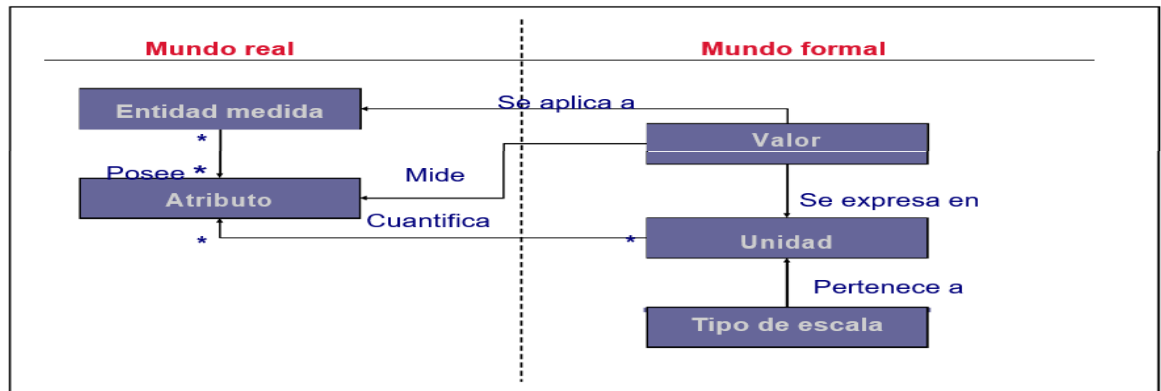 Mundo real
Mundo formal
Entidad medida
Se aplica a
Valor
*
Posee *
Mide
Atributo
Se expresa en
Cuantifica
*
*
Unidad
Pertenece a
Tipo de escala